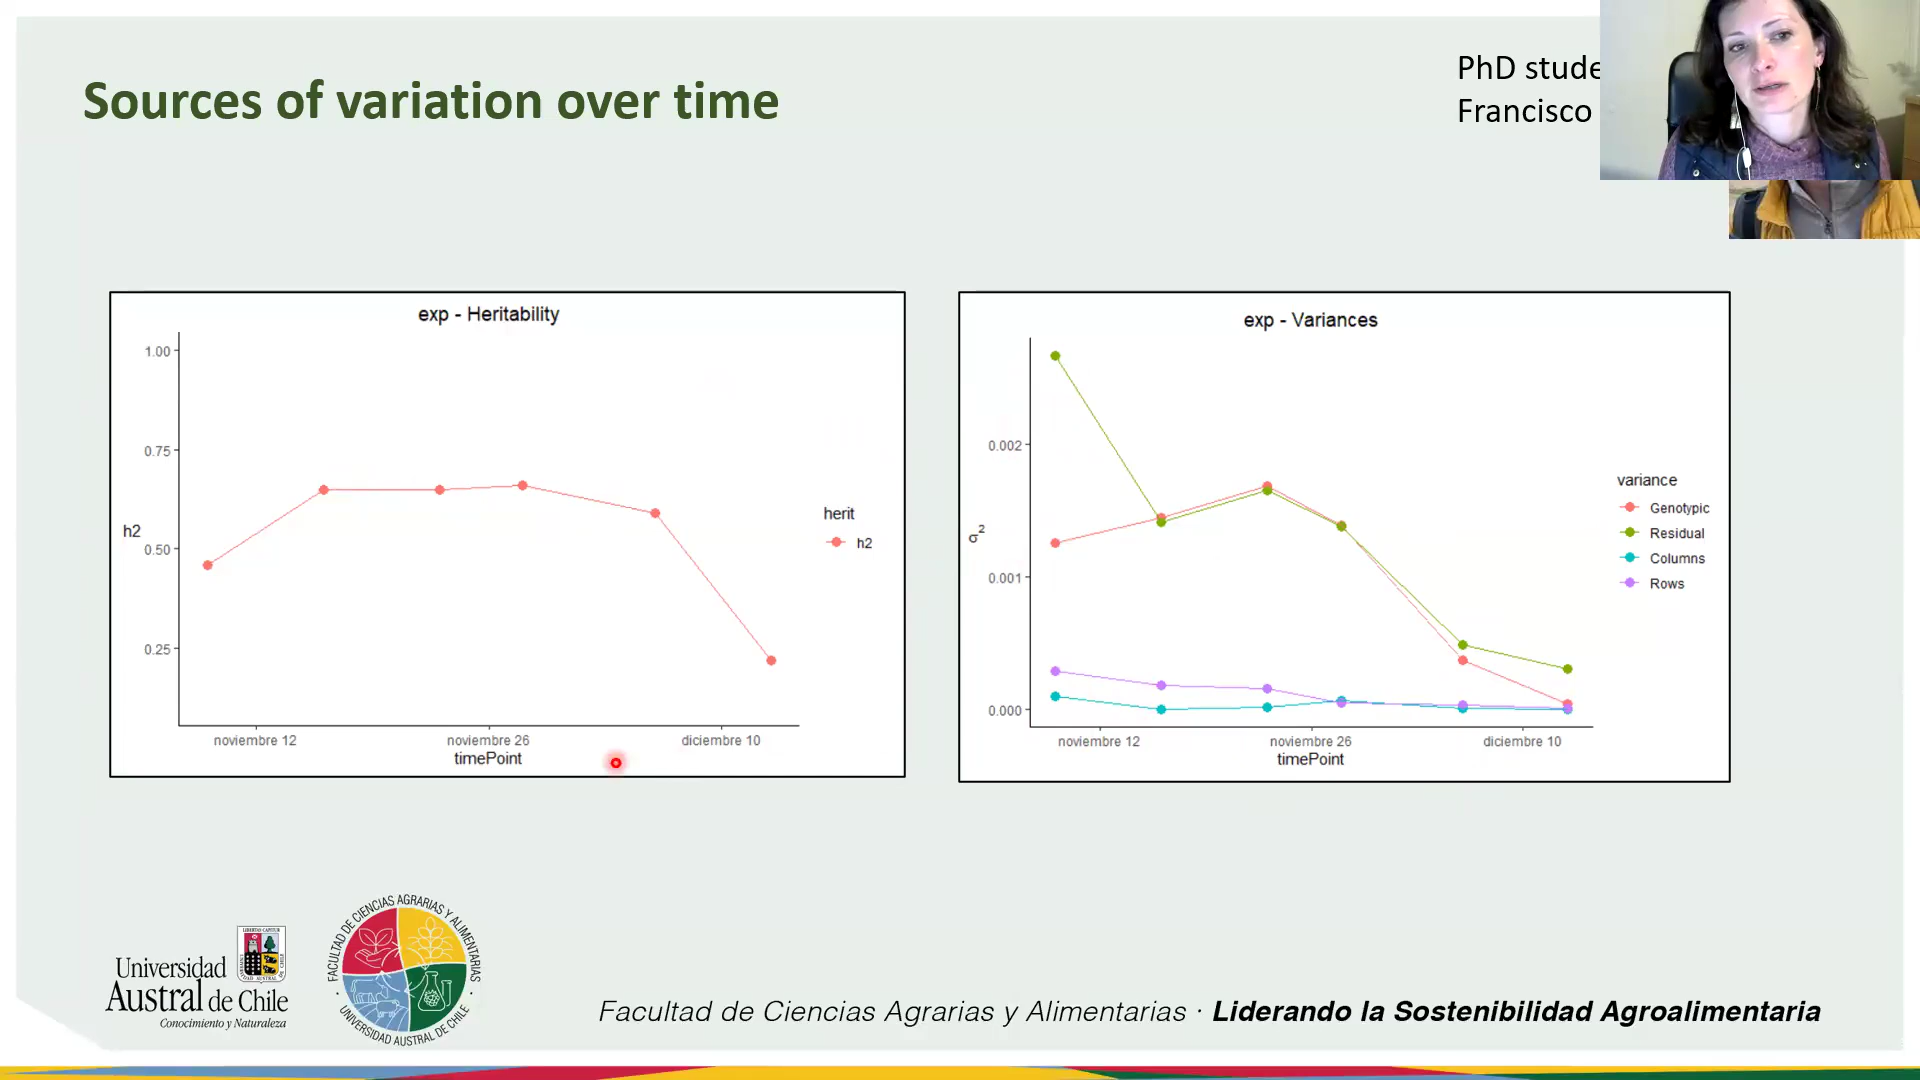 Sources of variation over time
PhD stude
Francisco
exp - Heritability
1.00
0.75
0.50
0.25
h2
noviembre 12
noviembre 26
diciembre 10
timePoint
herit
h2
exp - Variances
0.002
0.001
0.000
σ²
noviembre 12
noviembre 26
diciembre 10
timePoint
variance
Genotypic
Residual
Columns
Rows
LIBERTAS CAPITUR
Universidad
Austral de Chile
Conocimiento y Naturaleza
FACULTAD DE CIENCIAS AGRARIAS Y ALIMENTARIAS
· UNIVERSIDAD AUSTRAL DE CHILE ·
Facultad de Ciencias Agrarias y Alimentarias · Liderando la Sostenibilidad Agroalimentaria